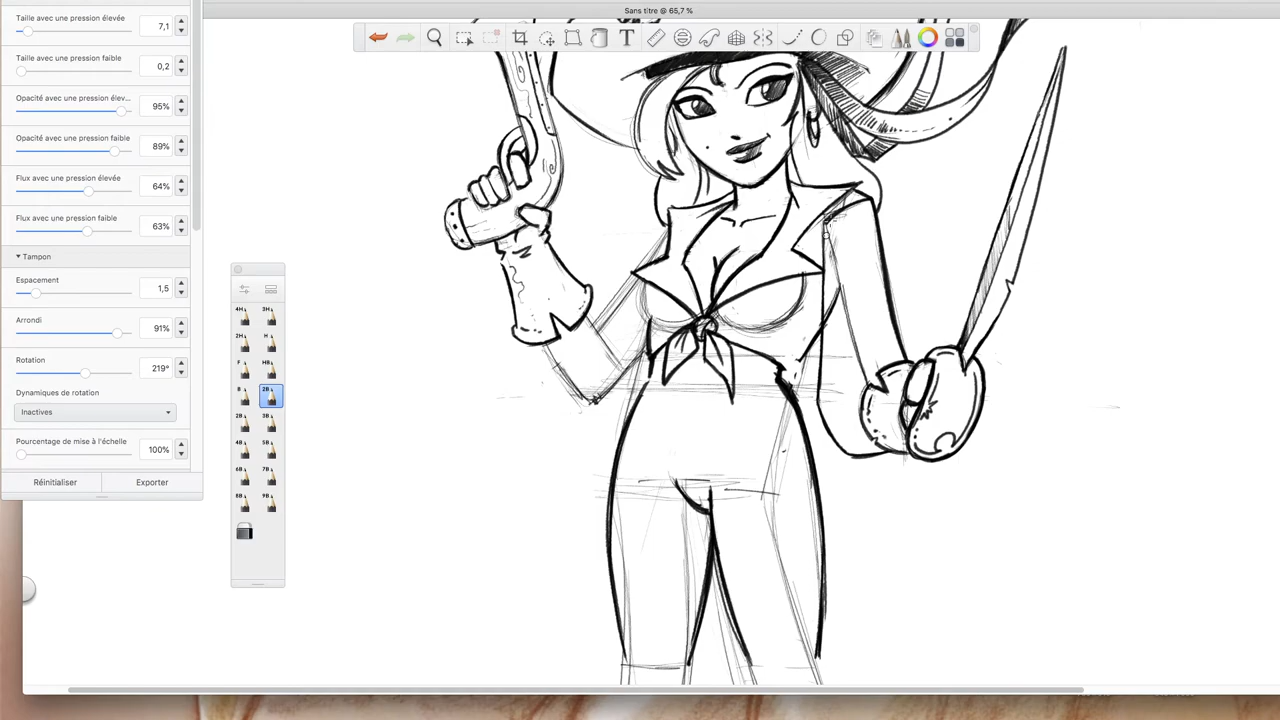 Sans titre @ 65,7 %
Taille avec une pression élevée
7,1
Taille avec une pression faible
0,2
Opacité avec une pression élev...
95%
Opacité avec une pression faible
89%
Flux avec une pression élevée
64%
Flux avec une pression faible
63%
Tampon
Espacement
1,5
Arrondi
91%
Rotation
219°
Dynamiques de rotation
Inactives
Pourcentage de mise à l'échelle
100%
Réinitialiser
Exporter
T
4H 3H
2H H
F HB
B 2B
2B 3B
4B 5B
6B 7B
8B 9B